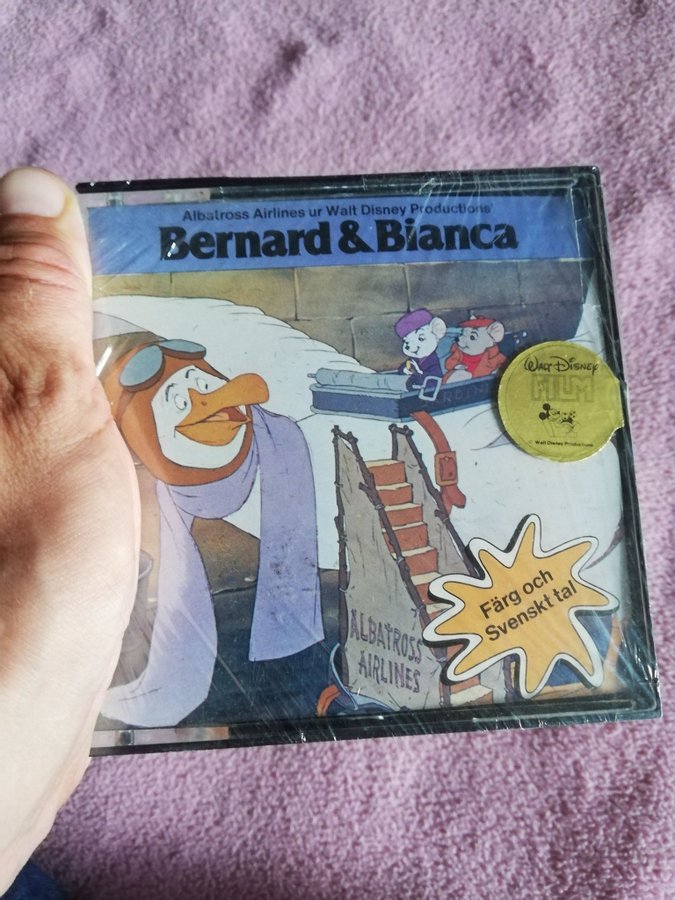 Albatross Airlines ur Walt Disney Productions'
Bernard & Bianca
WALT DISNEY
FILM
© Walt Disney Productions
Färg och
Svenskt tal
ALBATROSS
AIRLINES